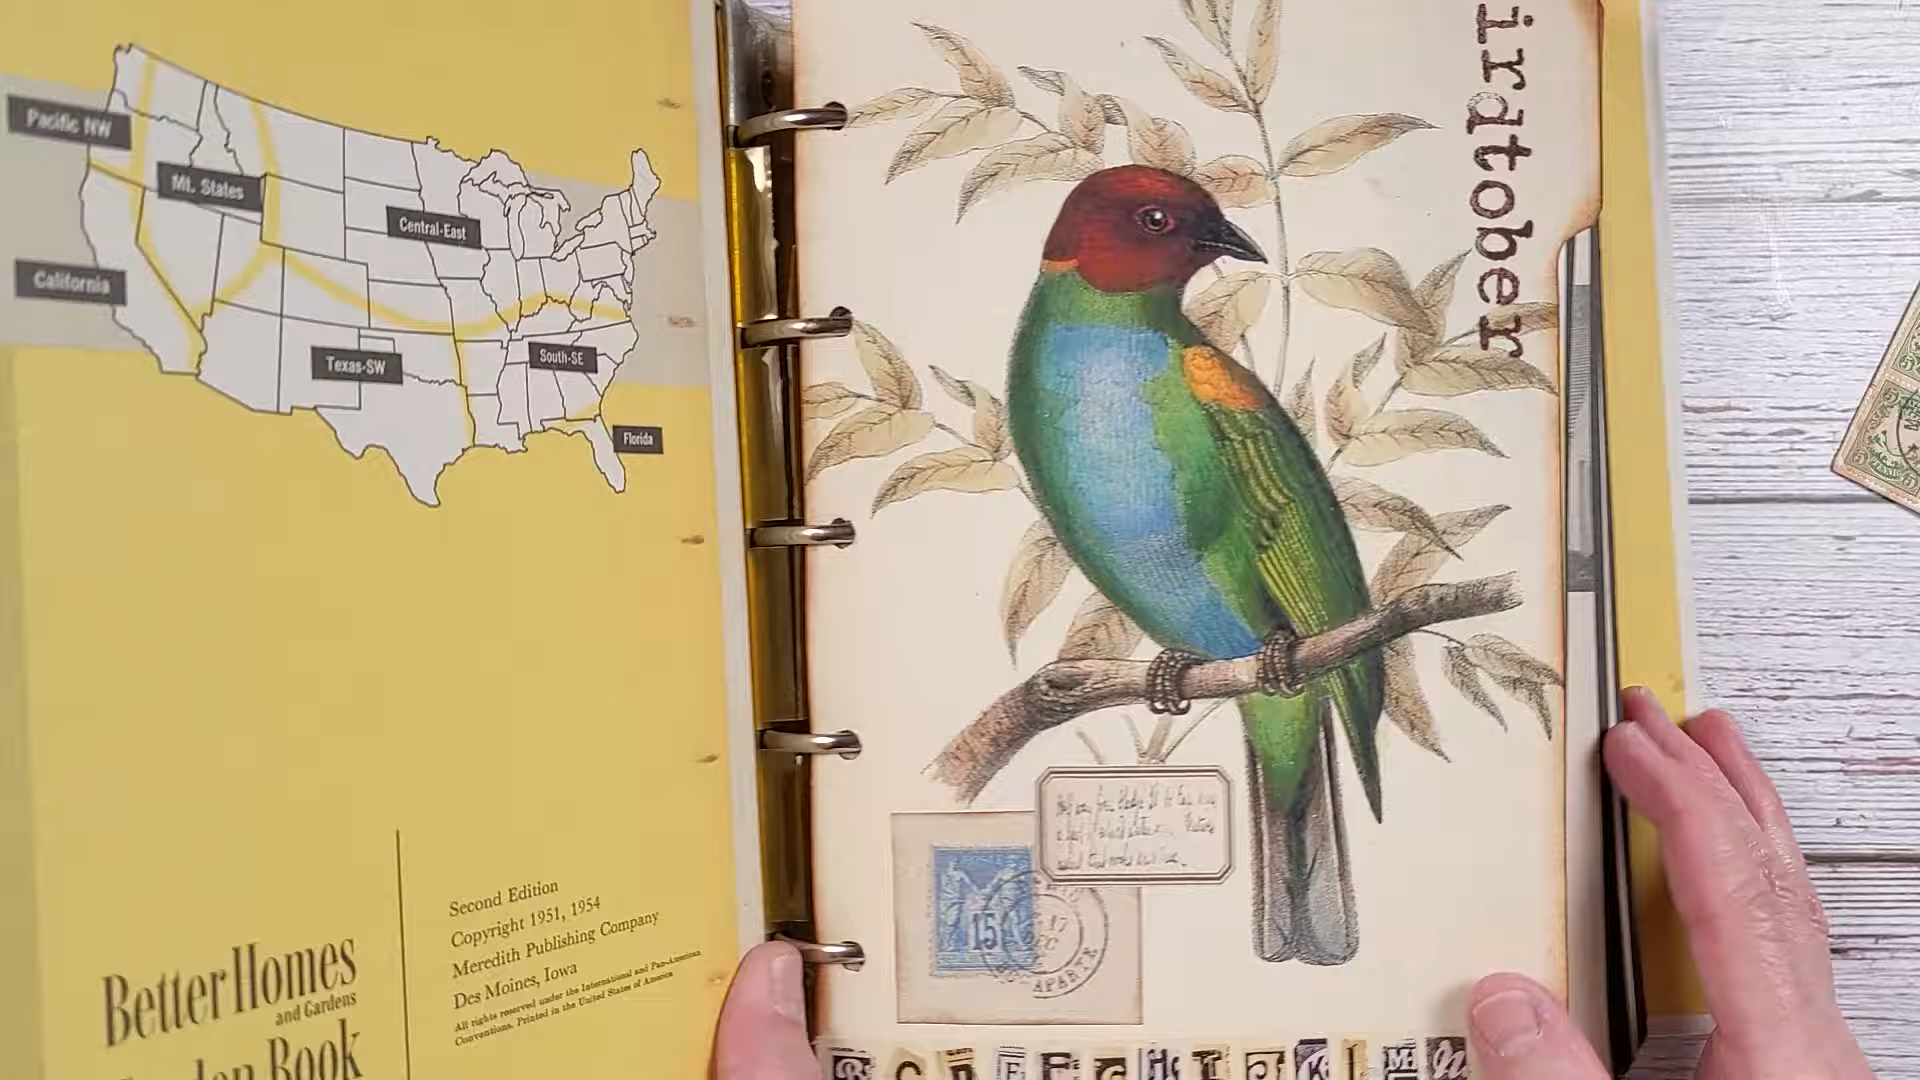 Pacific NW
Mt. States
Central-East
California
Texas-SW
South-SE
Florida
Better Homes
and Gardens
Book
Second Edition
Copyright 1951, 1954
Meredith Publishing Company
Des Moines, Iowa
All rights reserved under the International and Pan-American
Conventions. Printed in the United States of America
irdtober
15
17